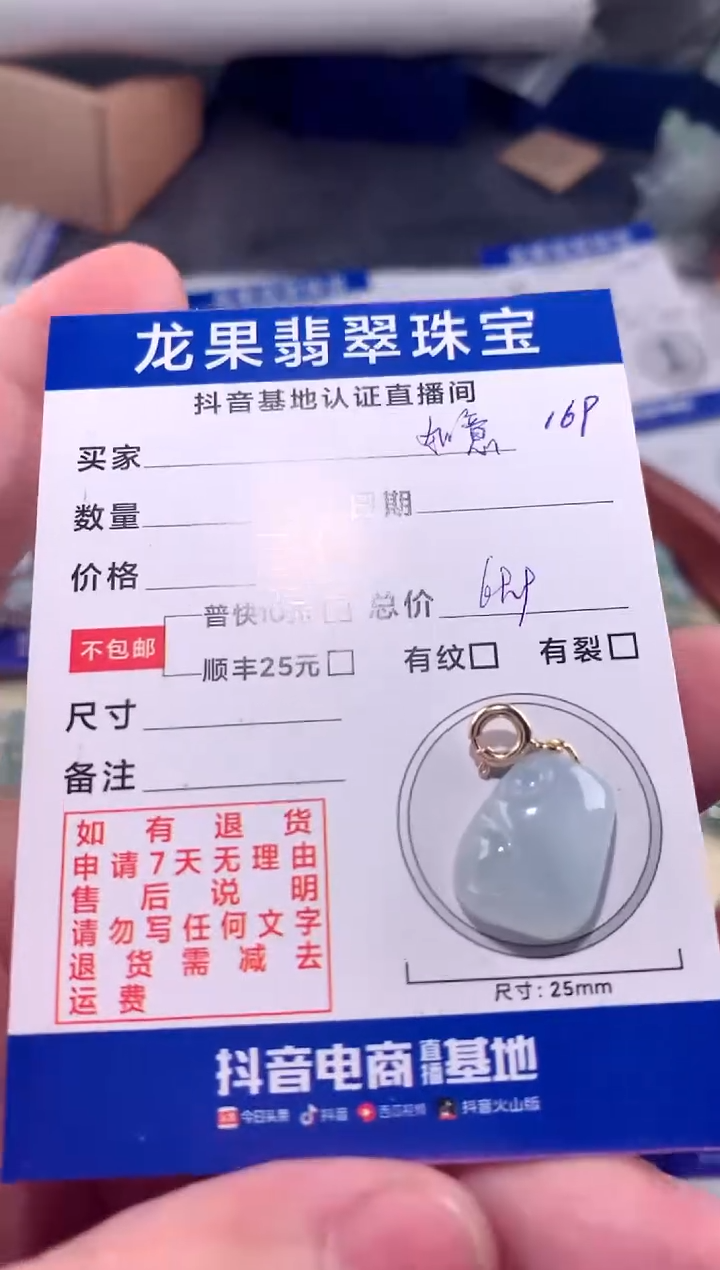 龙果翡翠珠宝
抖音基地认证直播间
买家 如意 16P
数量 日期
价格
普快10元 总价
不包邮
顺丰25元 有纹 有裂
尺寸
备注
如有退货
申请7天无理由
售后说明
请勿写任何文字
退货需减去
运费
尺寸：25mm
抖音电商直播基地
今日头条 抖音 西瓜视频 抖音火山版